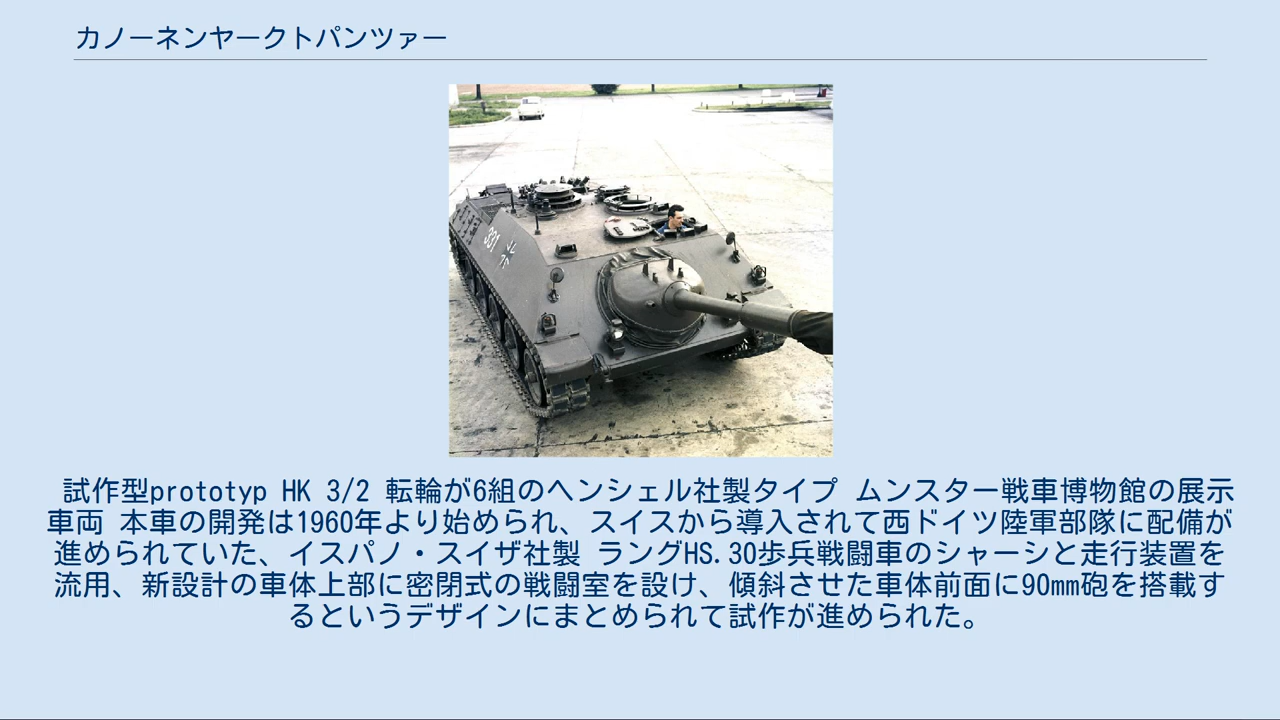 カノーネンヤークトパンツァー
331
試作型prototyp HK 3/2 転輪が6組のヘンシェル社製タイプ ムンスター戦車博物館の展示
車両 本車の開発は1960年より始められ、スイスから導入されて西ドイツ陸軍部隊に配備が
進められていた、イスパノ・スイザ社製 ラングHS.30歩兵戦闘車のシャーシと走行装置を
流用、新設計の車体上部に密閉式の戦闘室を設け、傾斜させた車体前面に90mm砲を搭載す
るというデザインにまとめられて試作が進められた。